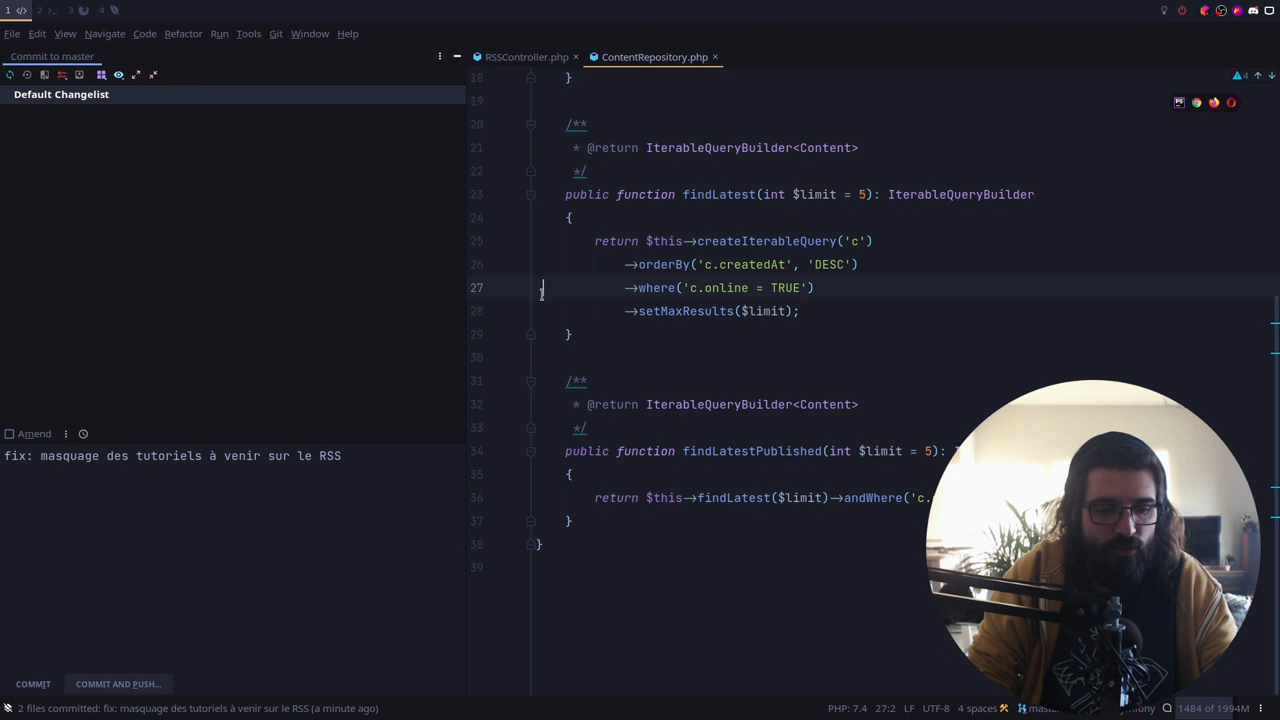 1 </> 2 3 4
File Edit View Navigate Code Refactor Run Tools Git Window Help
Commit to master
RSSController.php × ContentRepository.php ×
Default Changelist
4
18 }
19
20 /**
21 * @return IterableQueryBuilder<Content>
22 */
23 public function findLatest(int $limit = 5): IterableQueryBuilder
24 {
25 return $this->createIterableQuery('c')
26 ->orderBy('c.createdAt', 'DESC')
27 ->where('c.online = TRUE')
28 ->setMaxResults($limit);
29 }
30
31 /**
32 * @return IterableQueryBuilder<Content>
33 */
34 public function findLatestPublished(int $limit = 5):
35 {
36 return $this->findLatest($limit)->andWhere('c.
37 }
38 }
39
Amend
fix: masquage des tutoriels à venir sur le RSS
COMMIT COMMIT AND PUSH...
2 files committed: fix: masquage des tutoriels à venir sur le RSS (a minute ago)
PHP: 7.4 27:2 LF UTF-8 4 spaces 1484 of 1994M